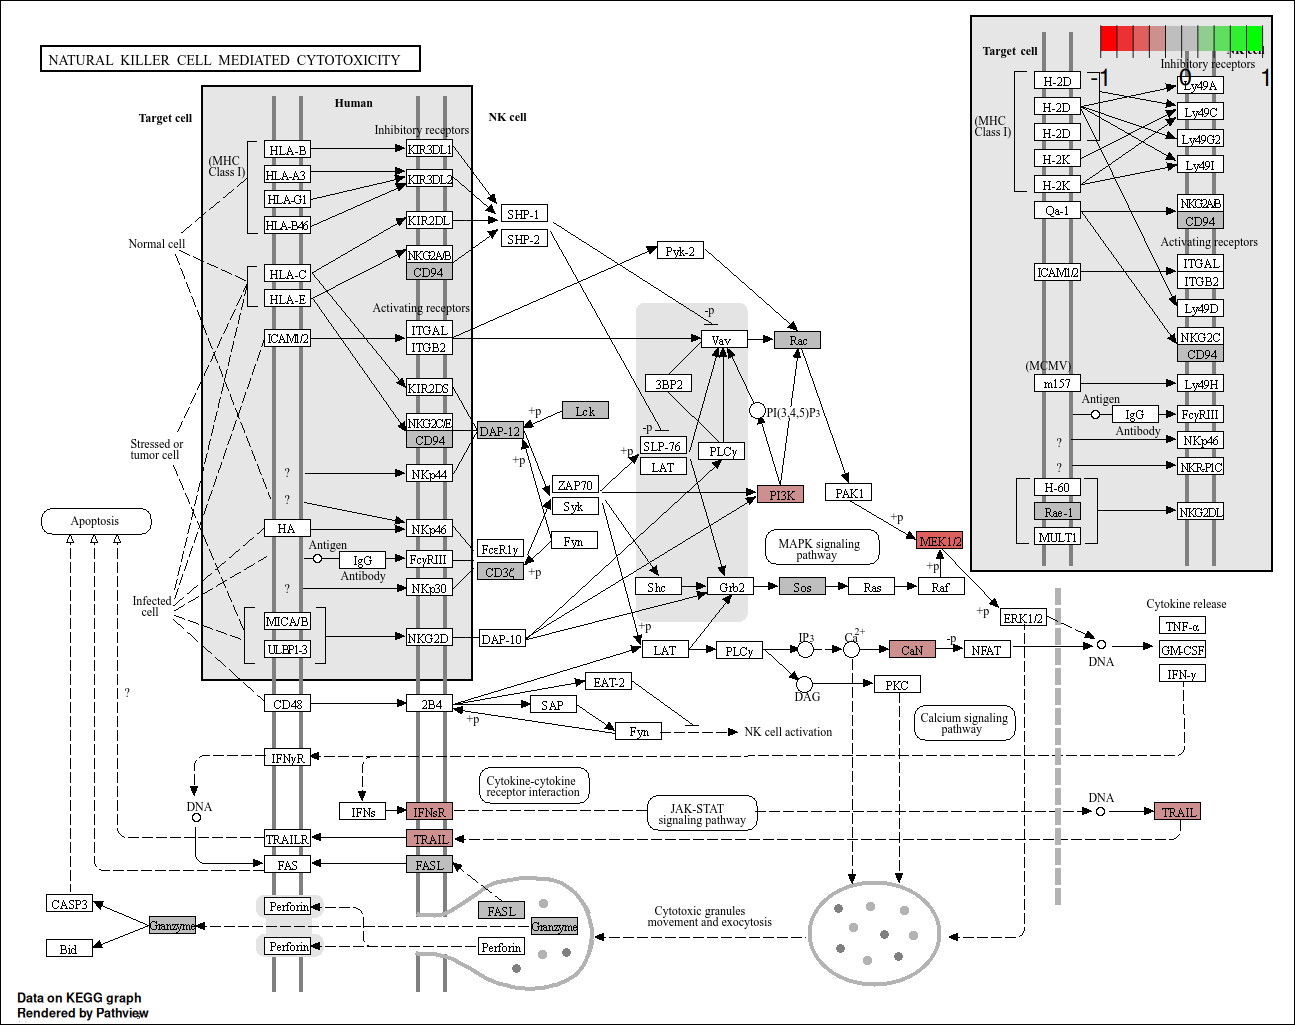 NATURAL KILLER CELL MEDIATED CYTOTOXICITY
Target cell
Human
NK cell
Inhibitory receptors
(MHC
Class I)
HLA-B
KIR3DL1
HLA-A3
KIR3DL2
HLA-G1
HLA-B46
KIR2DL
SHP-1
SHP-2
Normal cell
NKG2A/B
CD94
HLA-C
HLA-E
Activating receptors
ICAM1/2
ITGAL
ITGB2
Pyk-2
-p
Vav
Rac
3BP2
KIR2DS
PI(3,4,5)P3
Lck
+p
NKG2C/E
CD94
DAP-12
+p
-p
SLP-76
LAT
PLCγ
+p
Stressed or
tumor cell
?
NKp44
ZAP70
Syk
PI3K
PAK1
?
Apoptosis
HA
NKp46
Fyn
+p
MEK1/2
Antigen
IgG
Antibody
FcγRIII
FcεR1γ
CD3ζ
+p
MAPK signaling
pathway
+p
?
NKp30
Shc
Grb2
Sos
Ras
Raf
Infected
cell
MICA/B
ULBP1-3
NKG2D
DAP-10
+p
+p
ERK1/2
LAT
PLCγ
IP3
Ca2+
CaN
-p
NFAT
DNA
Cytokine release
TNF-α
GM-CSF
IFN-γ
DAG
PKC
EAT-2
?
CD48
2B4
SAP
+p
Fyn
NK cell activation
Calcium signaling
pathway
IFNγR
Cytokine-cytokine
receptor interaction
DNA
IFNs
IFNsR
JAK-STAT
signaling pathway
DNA
TRAIL
TRAILR
TRAIL
FAS
FASL
CASP3
Bid
Granzyme
Perforin
Perforin
FASL
Granzyme
Perforin
Cytotoxic granules
movement and exocytosis
Target cell
-1
0
1
Inhibitory receptors
(MHC
Class I)
H-2D
H-2D
H-2D
H-2K
H-2K
Ly49A
Ly49C
Ly49G2
Ly49I
Qa-1
NKG2A/B
CD94
Activating receptors
ICAM1/2
ITGAL
ITGB2
Ly49D
NKG2C
CD94
(MCMV)
m157
Ly49H
Antigen
IgG
Antibody
FcγRIII
?
NKp46
?
NKR-P1C
H-60
Rae-1
MULT1
NKG2DL
Data on KEGG graph
Rendered by Pathview